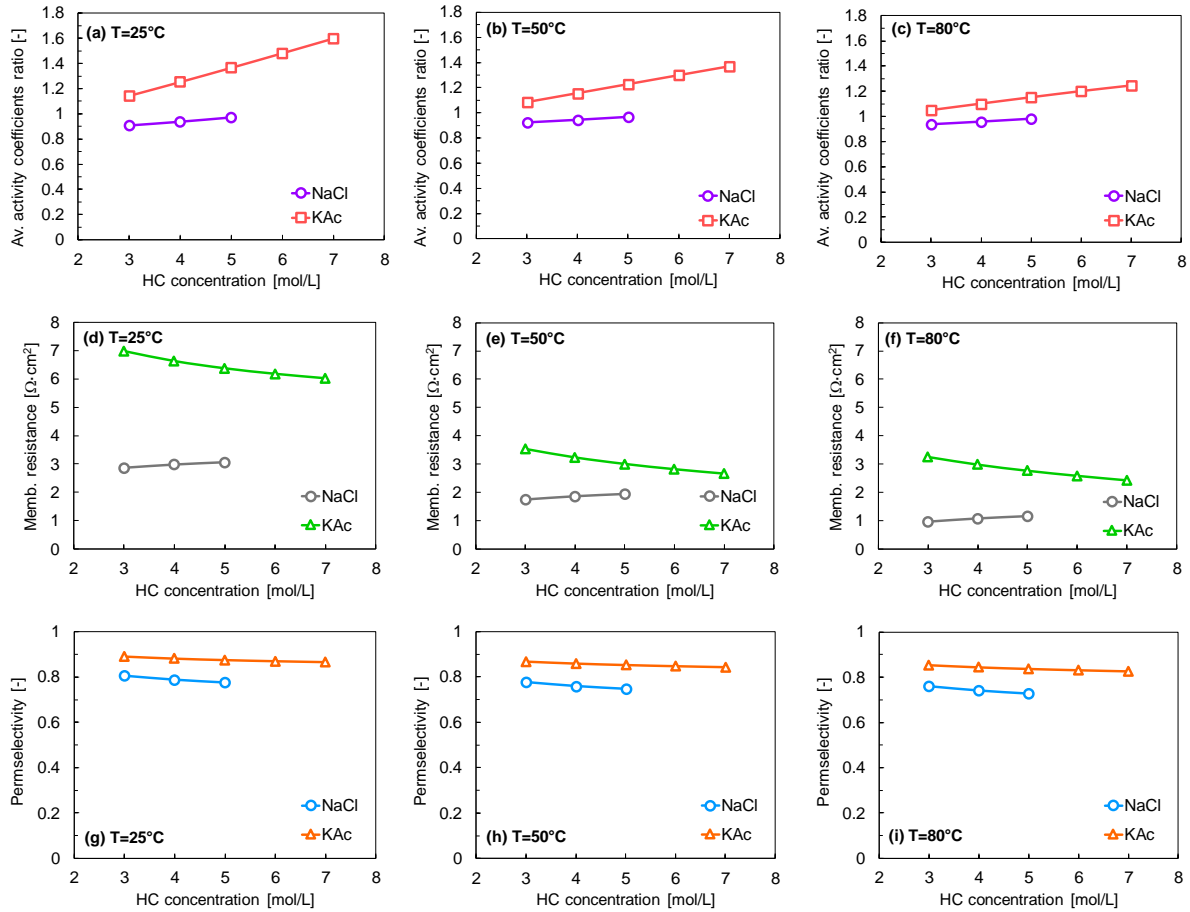 (a) T=25°C
Av. activity coefficients ratio [-]
1.8
1.6
1.4
1.2
1
0.8
0.6
0.4
0.2
0
NaCl
KAc
2 3 4 5 6 7 8
HC concentration [mol/L]
(b) T=50°C
Av. activity coefficients ratio [-]
1.8
1.6
1.4
1.2
1
0.8
0.6
0.4
0.2
0
NaCl
KAc
2 3 4 5 6 7 8
HC concentration [mol/L]
(c) T=80°C
Av. activity coefficients ratio [-]
1.8
1.6
1.4
1.2
1
0.8
0.6
0.4
0.2
0
NaCl
KAc
2 3 4 5 6 7 8
HC concentration [mol/L]
(d) T=25°C
Memb. resistance [Ω·cm²]
8
7
6
5
4
3
2
1
0
NaCl
KAc
2 3 4 5 6 7 8
HC concentration [mol/L]
(e) T=50°C
Memb. resistance [Ω·cm²]
8
7
6
5
4
3
2
1
0
NaCl
KAc
2 3 4 5 6 7 8
HC concentration [mol/L]
(f) T=80°C
Memb. resistance [Ω·cm²]
8
7
6
5
4
3
2
1
0
NaCl
KAc
2 3 4 5 6 7 8
HC concentration [mol/L]
Permselectivity [-]
1
0.8
0.6
0.4
0.2
0
NaCl
KAc
(g) T=25°C
2 3 4 5 6 7 8
HC concentration [mol/L]
Permselectivity [-]
1
0.8
0.6
0.4
0.2
0
NaCl
KAc
(h) T=50°C
2 3 4 5 6 7 8
HC concentration [mol/L]
Permselectivity [-]
1
0.8
0.6
0.4
0.2
0
NaCl
KAc
(i) T=80°C
2 3 4 5 6 7 8
HC concentration [mol/L]